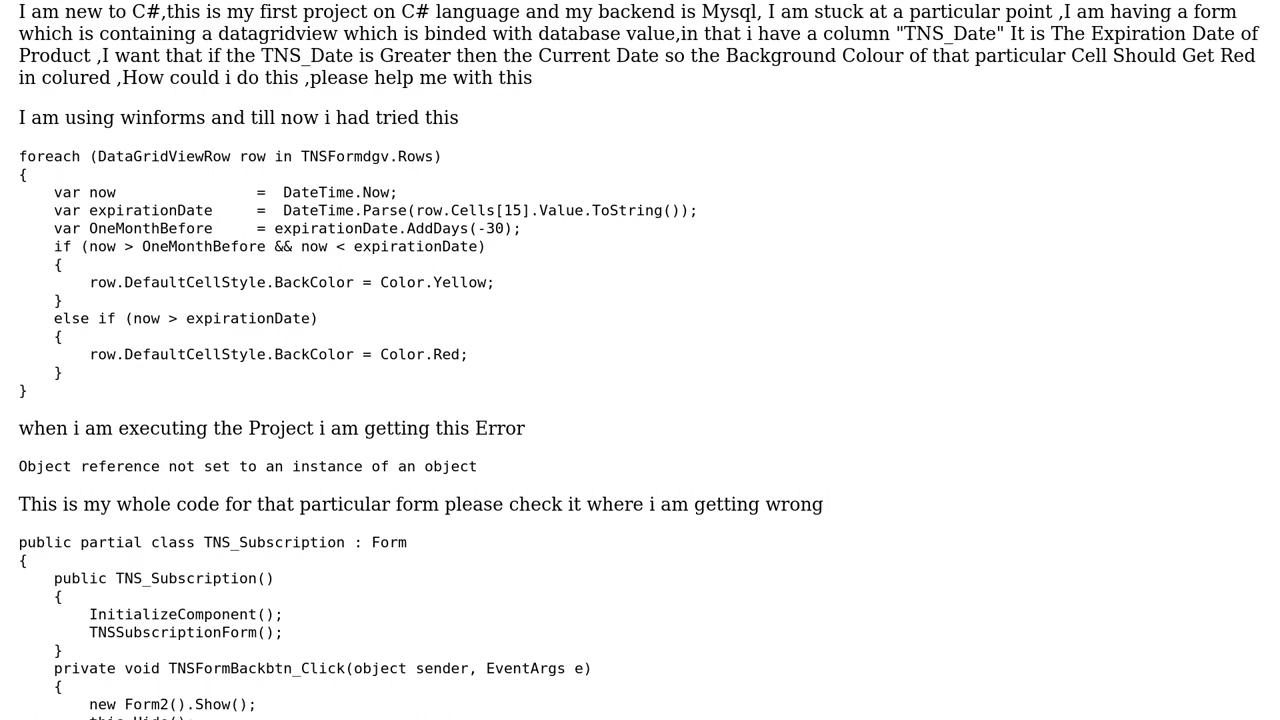 I am new to C#,this is my first project on C# language and my backend is Mysql, I am stuck at a particular point ,I am having a form
which is containing a datagridview which is binded with database value,in that i have a column "TNS_Date" It is The Expiration Date of
Product ,I want that if the TNS_Date is Greater then the Current Date so the Background Colour of that particular Cell Should Get Red
in colured ,How could i do this ,please help me with this
I am using winforms and till now i had tried this
foreach (DataGridViewRow row in TNSFormdgv.Rows)
{
    var now                =  DateTime.Now;
    var expirationDate     =  DateTime.Parse(row.Cells[15].Value.ToString());
    var OneMonthBefore     = expirationDate.AddDays(-30);
    if (now > OneMonthBefore && now < expirationDate)
    {
        row.DefaultCellStyle.BackColor = Color.Yellow;
    }
    else if (now > expirationDate)
    {
        row.DefaultCellStyle.BackColor = Color.Red;
    }
}
when i am executing the Project i am getting this Error
Object reference not set to an instance of an object
This is my whole code for that particular form please check it where i am getting wrong
public partial class TNS_Subscription : Form
{
    public TNS_Subscription()
    {
        InitializeComponent();
        TNSSubscriptionForm();
    }
    private void TNSFormBackbtn_Click(object sender, EventArgs e)
    {
        new Form2().Show();
        this.Hide();